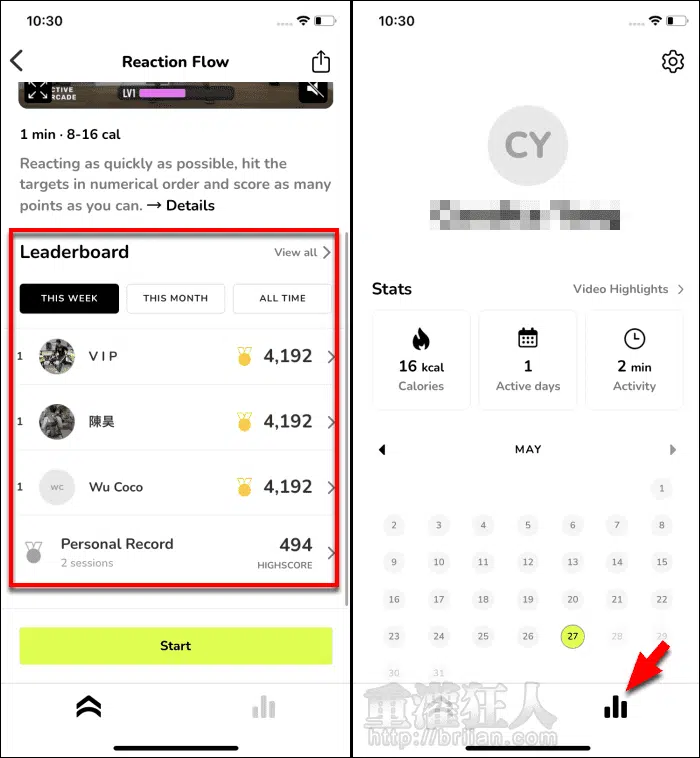 10:30
Reaction Flow
CTIVE
RCADE
LV1
1 min · 8-16 cal
Reacting as quickly as possible, hit the
targets in numerical order and score as many
points as you can. → Details
Leaderboard
View all
THIS WEEK
THIS MONTH
ALL TIME
1 V I P 4,192
1 陳昊 4,192
1 WC Wu Coco 4,192
Personal Record 494
2 sessions HIGHSCORE
Start
10:30
CY
Stats
Video Highlights
16 kcal
Calories
1
Active days
2 min
Activity
MAY
1
2 3 4 5 6 7 8
9 10 11 12 13 14 15
16 17 18 19 20 21 22
23 24 25 26 27 28 29
30 31
重灌狂人
http://briian.com